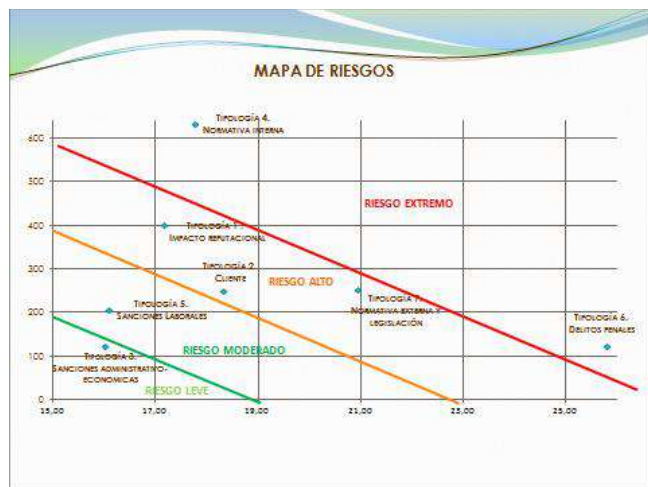 MAPA DE RIESGOS
TIPOLOGÍA 4.
NORMATIVA INTERNA
600
500
RIESGO EXTREMO
400
TIPOLOGÍA 1.
IMPACTO REPUTACIONAL
300
TIPOLOGÍA 2.
CLIENTE
RIESGO ALTO
TIPOLOGÍA 7.
NORMATIVA EXTERNA Y
LEGISLACIÓN
200
TIPOLOGÍA 5.
SANCIONES LABORALES
TIPOLOGÍA 6.
DELITOS PENALES
RIESGO MODERADO
100
TIPOLOGÍA 3.
SANCIONES ADMINISTRATIVO-
ECONOMICAS
RIESGO LEVE
0
15,00 17,00 19,00 21,00 23,00 25,00